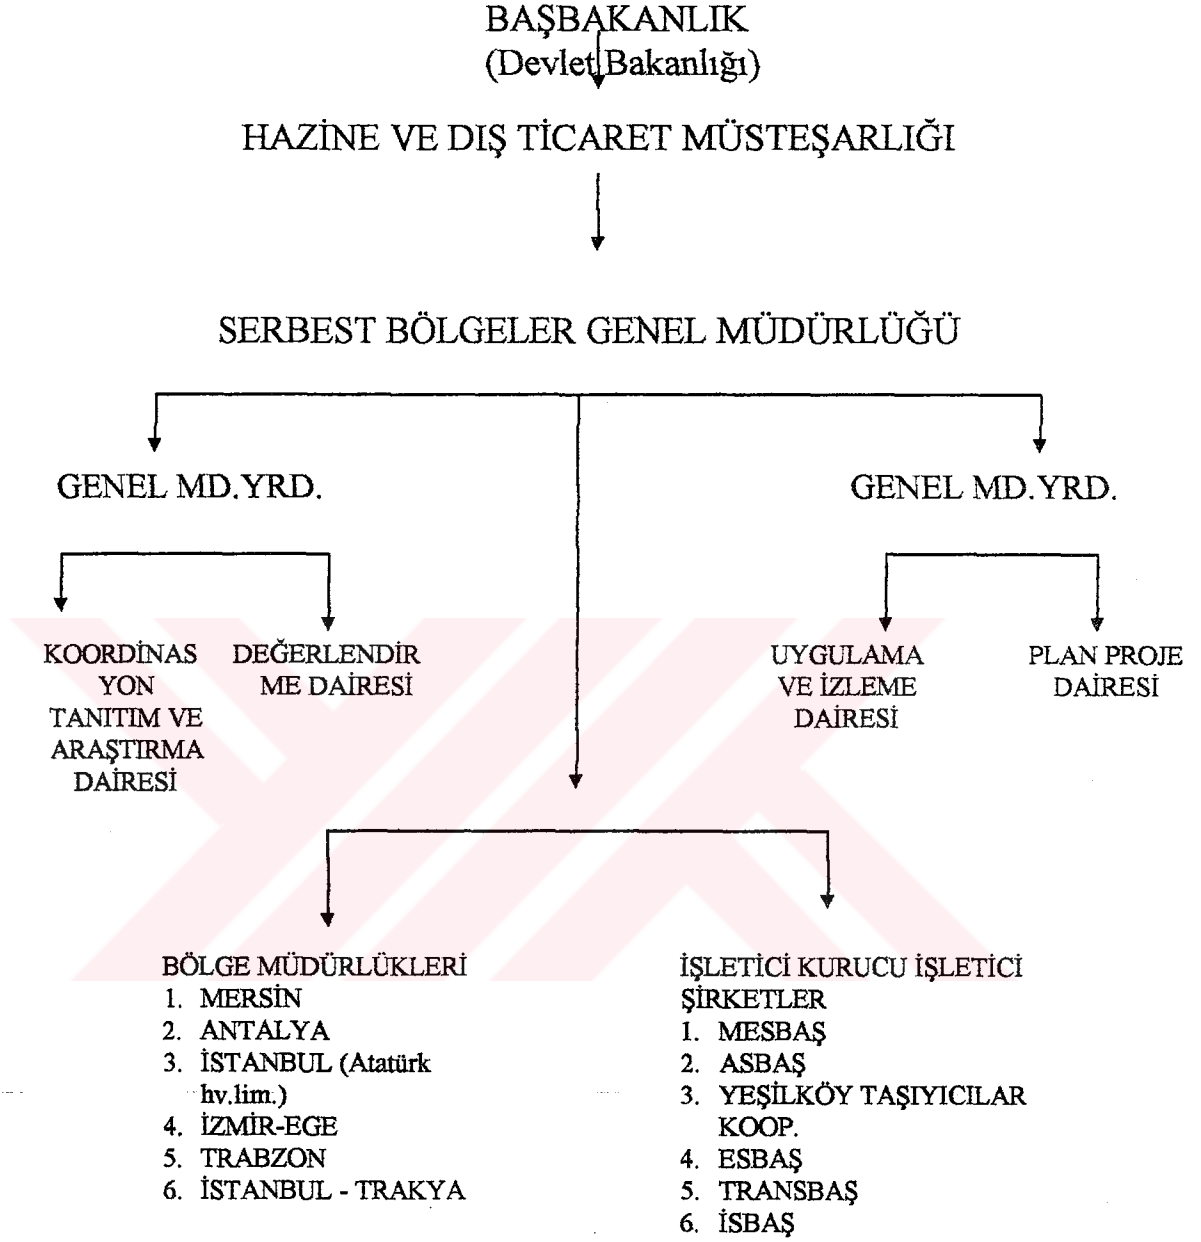 BAŞBAKANLIK
(Devlet Bakanlığı)
HAZİNE VE DIŞ TİCARET MÜSTEŞARLIĞI
SERBEST BÖLGELER GENEL MÜDÜRLÜĞÜ
GENEL MD.YRD.
GENEL MD.YRD.
KOORDİNAS
YON
TANITIM VE
ARAŞTIRMA
DAİRESİ
DEĞERLENDİR
ME DAİRESİ
UYGULAMA
VE İZLEME
DAİRESİ
PLAN PROJE
DAİRESİ
BÖLGE MÜDÜRLÜKLERİ
1. MERSİN
2. ANTALYA
3. İSTANBUL (Atatürk
hv.lim.)
4. İZMİR-EGE
5. TRABZON
6. İSTANBUL - TRAKYA
İŞLETİCİ KURUCU İŞLETİCİ
ŞİRKETLER
1. MESBAŞ
2. ASBAŞ
3. YEŞİLKÖY TAŞIYICILAR
KOOP.
4. ESBAŞ
5. TRANSBAŞ
6. İSBAŞ